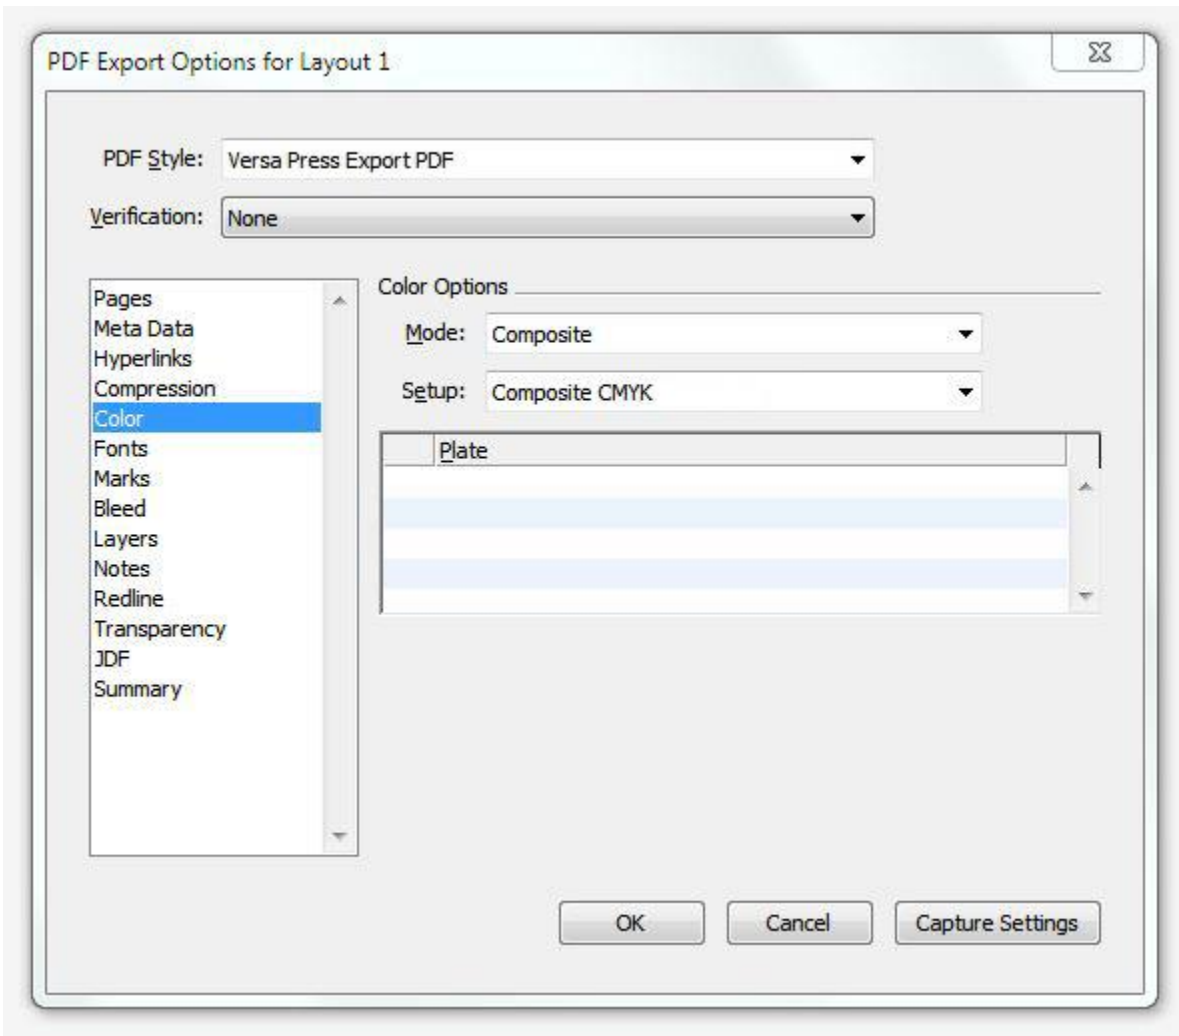 PDF Export Options for Layout 1
PDF Style: Versa Press Export PDF
Verification: None
Pages
Meta Data
Hyperlinks
Compression
Color
Fonts
Marks
Bleed
Layers
Notes
Redline
Transparency
JDF
Summary
Color Options
Mode: Composite
Setup: Composite CMYK
Plate
OK Cancel Capture Settings